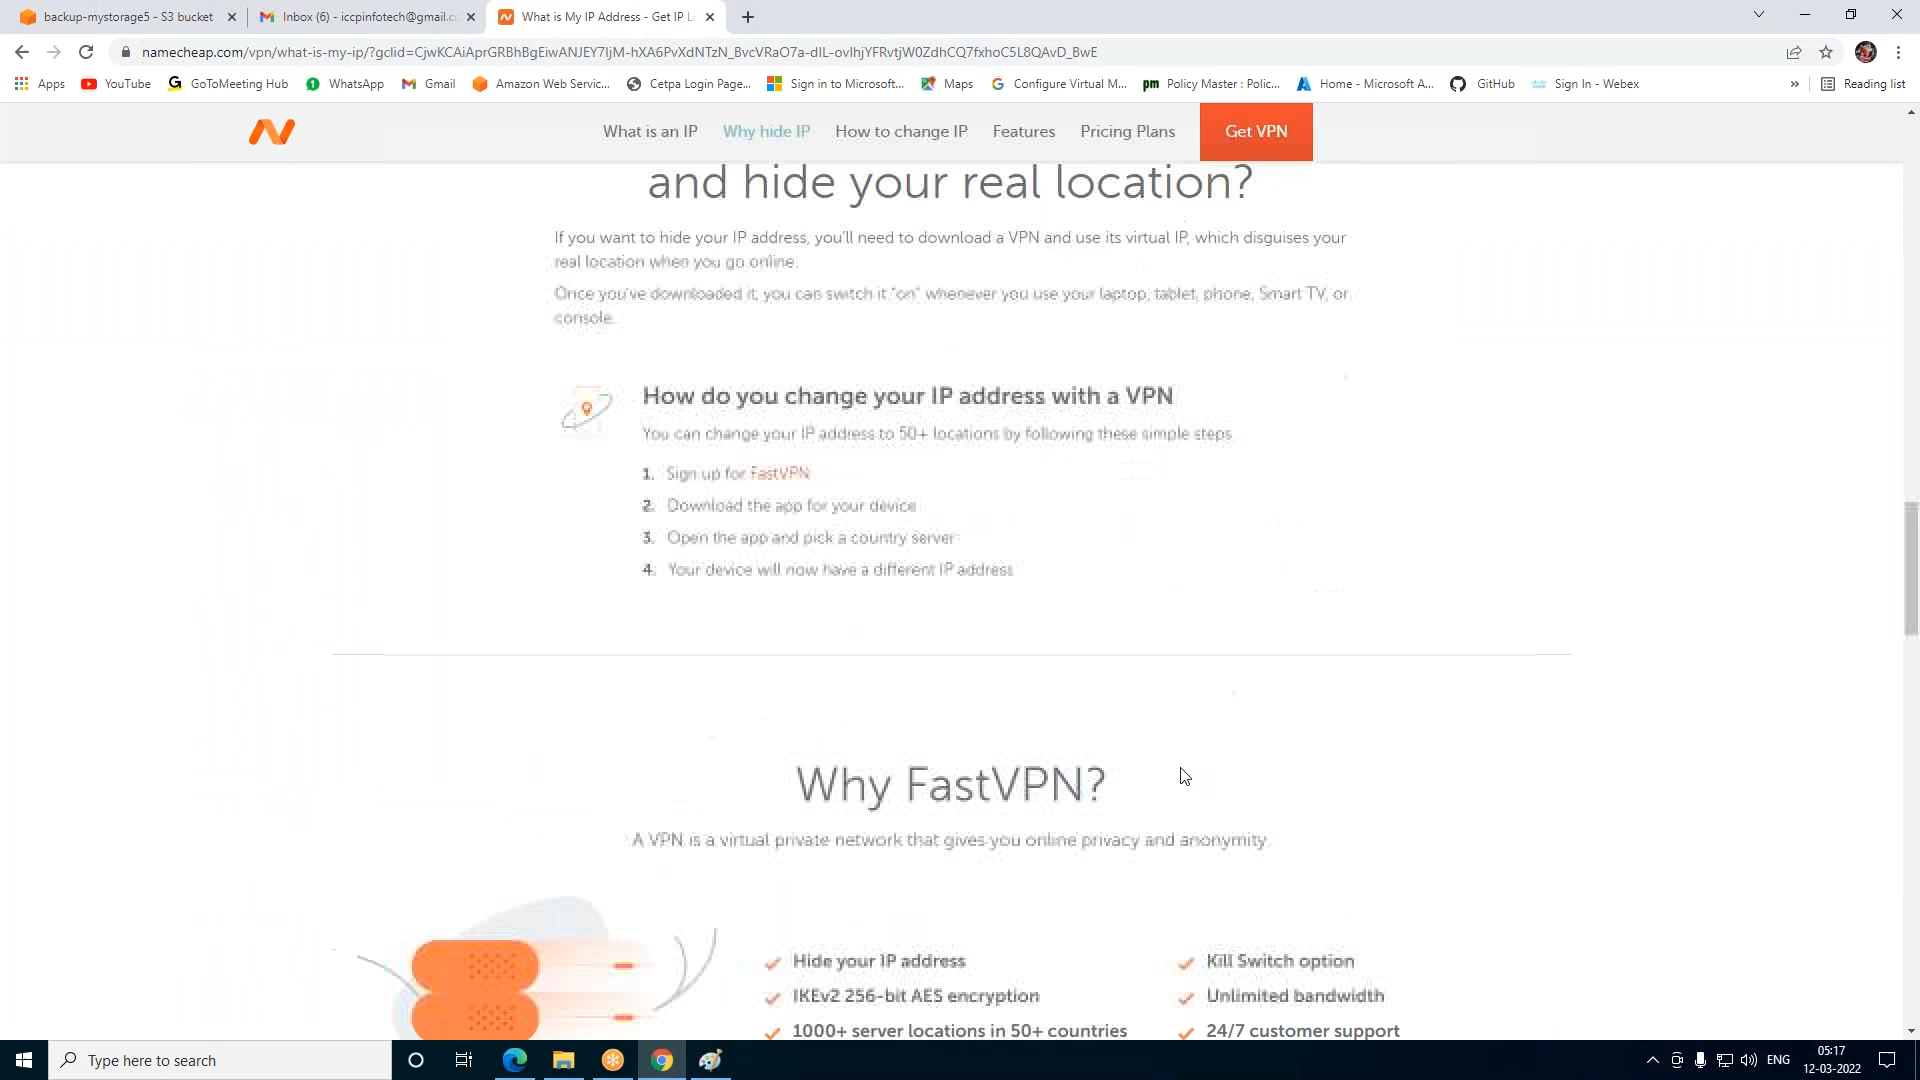 backup-mystorage5 - S3 bucket
Inbox (6) - iccpinfotech@gmail.c
What is My IP Address - Get IP L
namecheap.com/vpn/what-is-my-ip/?gclid=CjwKCAiAprGRBhBgEiwANJEY7IjM-hXA6PvXdNTzN_BvcVRaO7a-dIL-ovIhjYFRvtjW0ZdhCQ7fxhoC5L8QAvD_BwE
Apps YouTube GoToMeeting Hub WhatsApp Gmail Amazon Web Servic... Cetpa Login Page... Sign in to Microsoft... Maps Configure Virtual M... pm Policy Master : Polic... Home - Microsoft A... GitHub Sign In - Webex » Reading list
What is an IP Why hide IP How to change IP Features Pricing Plans Get VPN
and hide your real location?
If you want to hide your IP address, you'll need to download a VPN and use its virtual IP, which disguises your
real location when you go online.
Once you've downloaded it, you can switch it "on" whenever you use your laptop, tablet, phone, Smart TV, or
console.
How do you change your IP address with a VPN
You can change your IP address to 50+ locations by following these simple steps
1. Sign up for FastVPN
2. Download the app for your device
3. Open the app and pick a country server
4. Your device will now have a different IP address
Why FastVPN?
A VPN is a virtual private network that gives you online privacy and anonymity.
Hide your IP address
Kill Switch option
IKEv2 256-bit AES encryption
Unlimited bandwidth
1000+ server locations in 50+ countries
24/7 customer support
Type here to search
ENG
05:17
12-03-2022